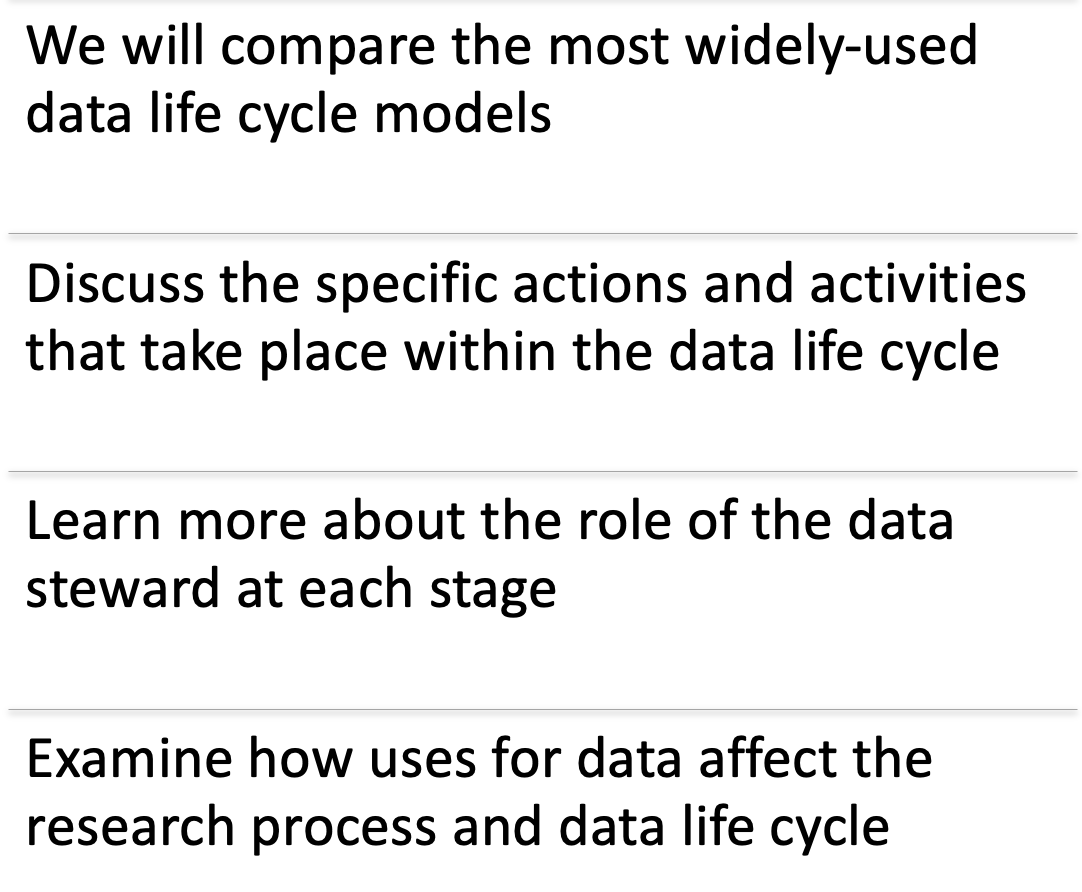 We will compare the most widely-used
data life cycle models
Discuss the specific actions and activities
that take place within the data life cycle
Learn more about the role of the data
steward at each stage
Examine how uses for data affect the
research process and data life cycle